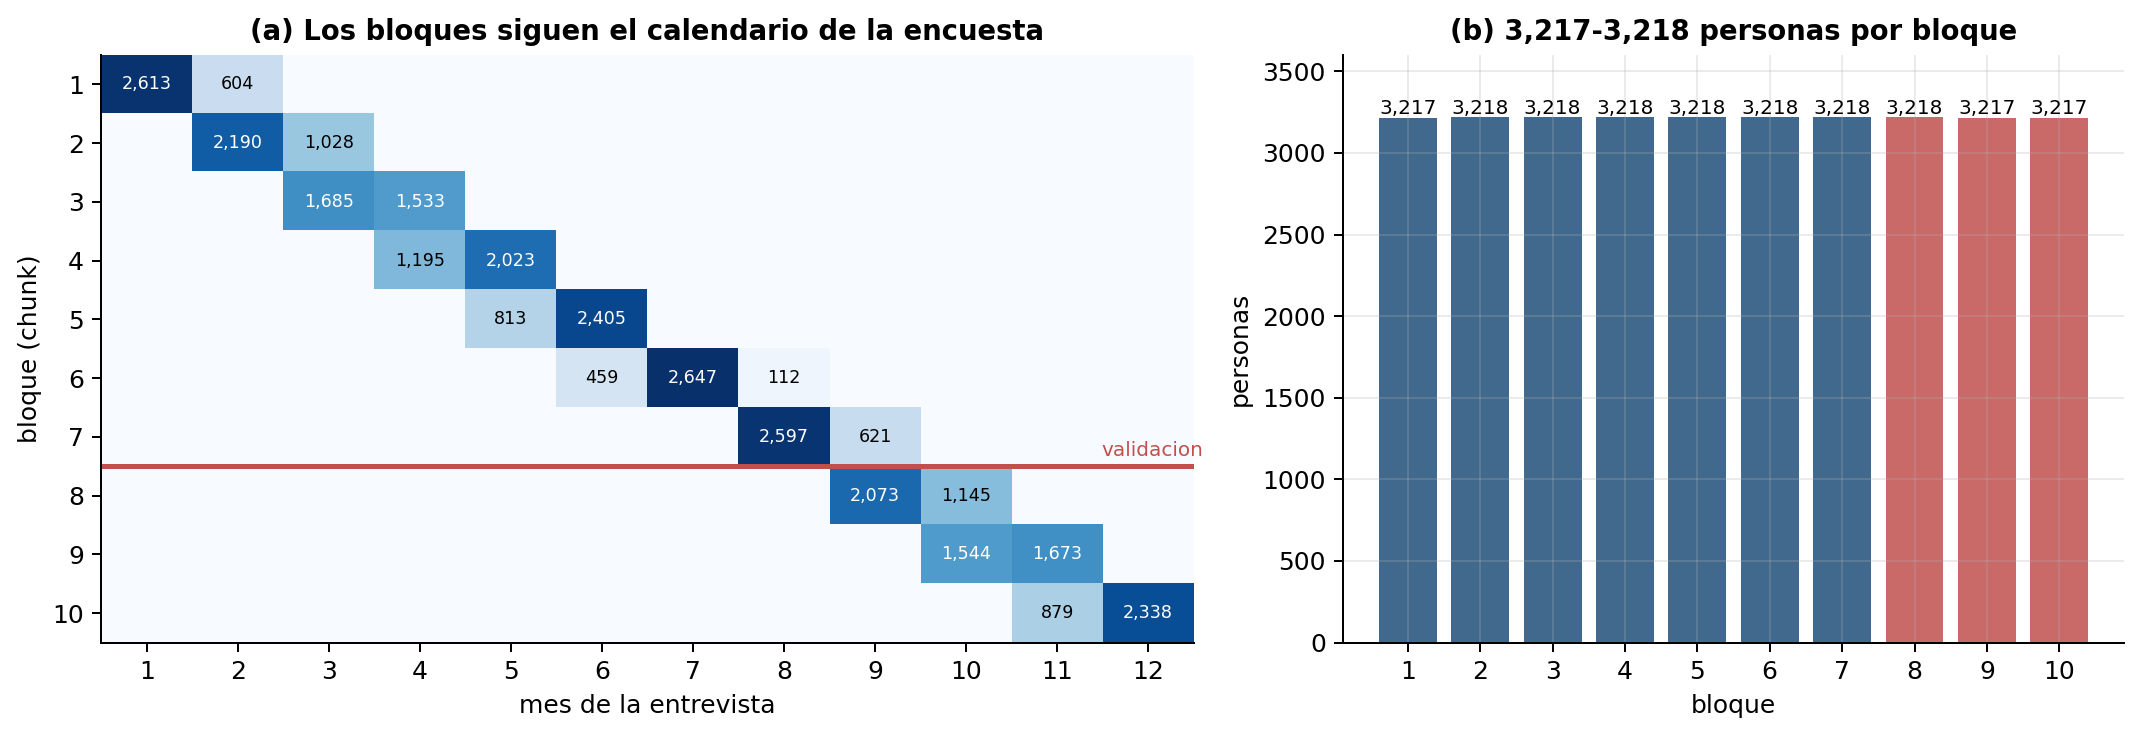 (a) Los bloques siguen el calendario de la encuesta
bloque (chunk)
1 2,613 604
2 2,190 1,028
3 1,685 1,533
4 1,195 2,023
5 813 2,405
6 459 2,647 112
7 2,597 621
validacion
8 2,073 1,145
9 1,544 1,673
10 879 2,338
1 2 3 4 5 6 7 8 9 10 11 12
mes de la entrevista
(b) 3,217-3,218 personas por bloque
personas
3500
3,217 3,218 3,218 3,218 3,218 3,218 3,218 3,218 3,217 3,217
3000
2500
2000
1500
1000
500
0
1 2 3 4 5 6 7 8 9 10
bloque